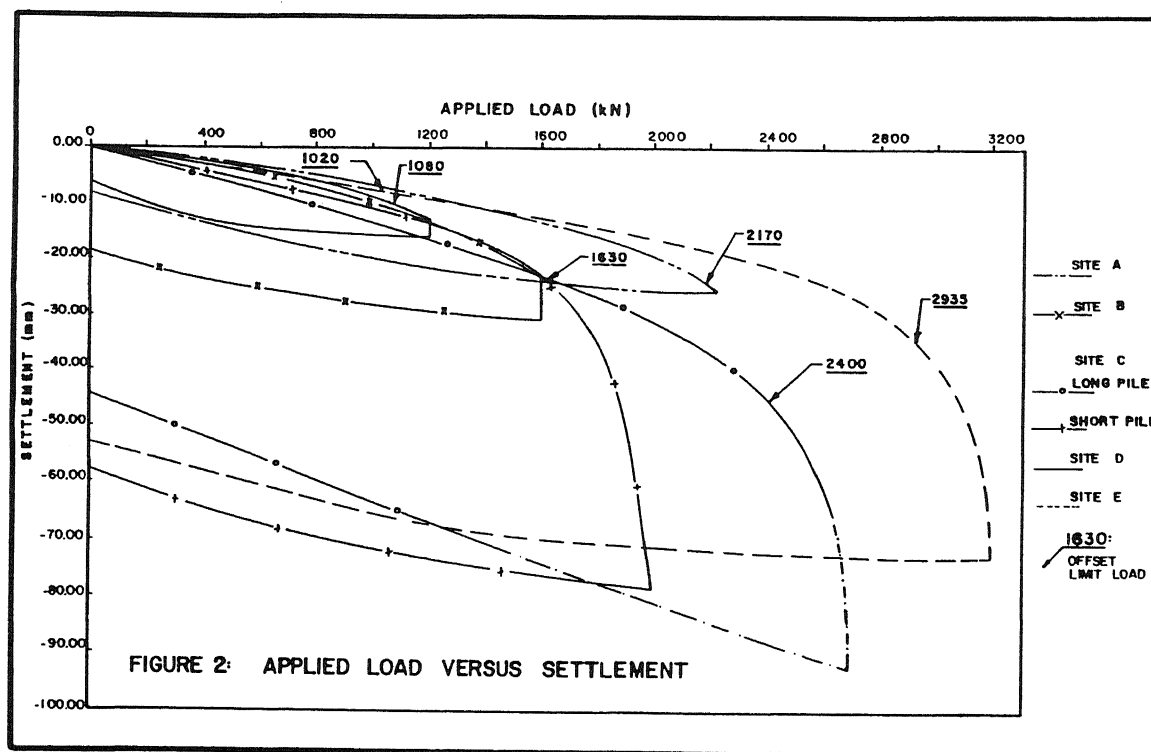 APPLIED LOAD (kN)
0 400 800 1200 1600 2000 2400 2800 3200
0.00
-10.00
-20.00
-30.00
-40.00
-50.00
-60.00
-70.00
-80.00
-90.00
-100.00
SETTLEMENT (mm)
1020
1080
1630
2170
2935
2400
SITE A
SITE B
SITE C
LONG PILE
SHORT PILE
SITE D
SITE E
1630:
OFFSET
LIMIT LOAD
FIGURE 2: APPLIED LOAD VERSUS SETTLEMENT